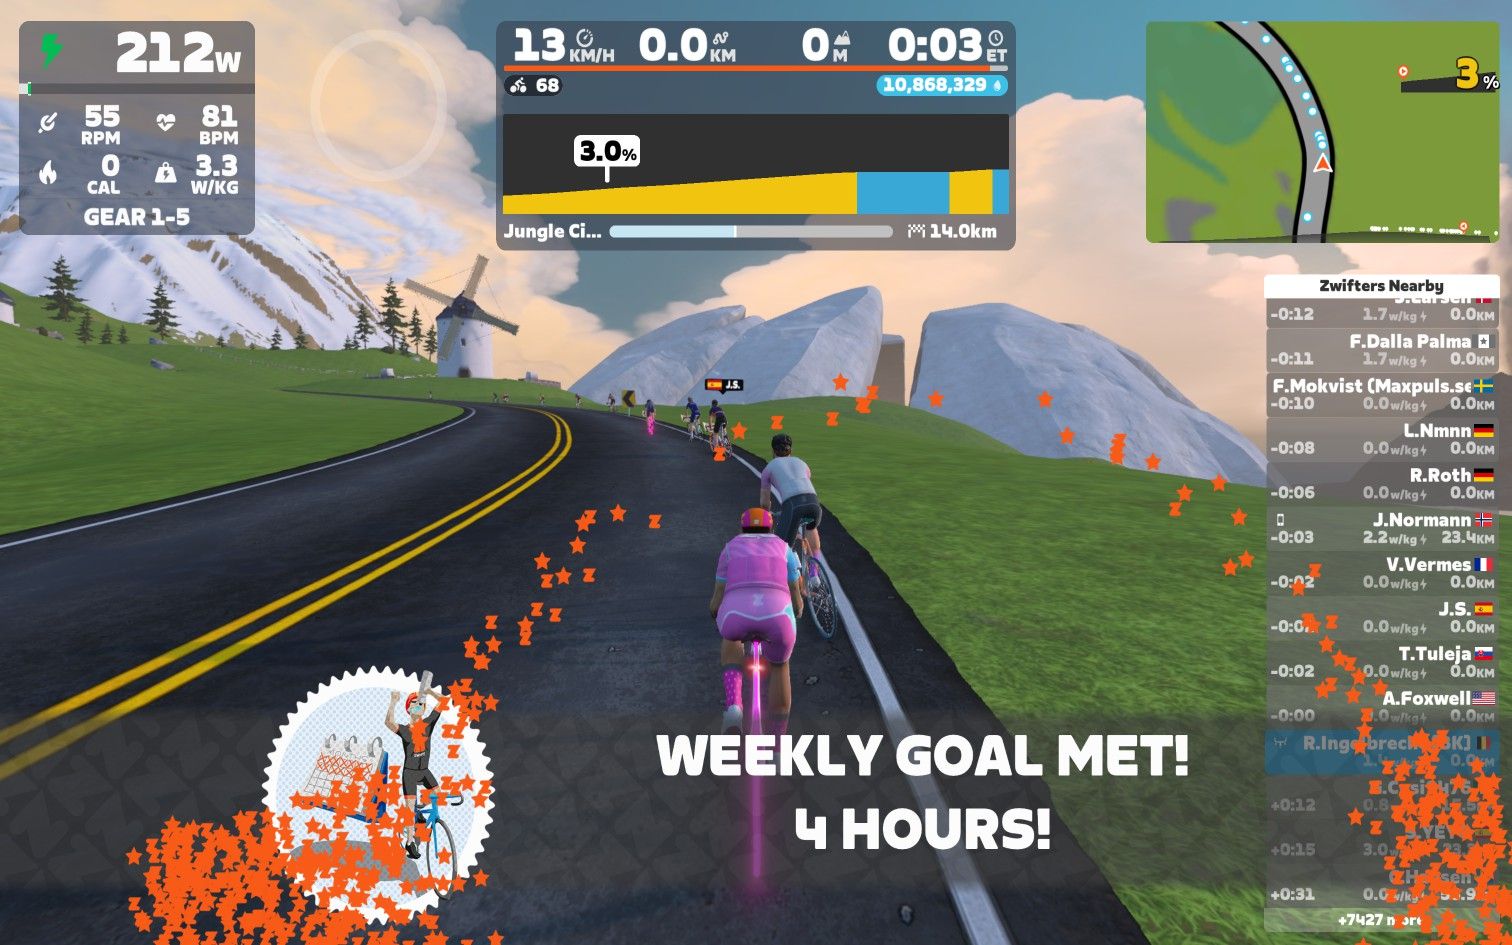 212w
55 RPM
81 BPM
0 CAL
3.3 W/KG
GEAR 1-5
13 KM/H 0.0 KM 0 M 0:03 ET
68
10,868,329
3.0%
Jungle Ci... 14.0km
3%
Zwifters Nearby
J.Larsen
-0:12 1.7w/kg 0.0KM
F.Dalla Palma
-0:11 1.7w/kg 0.0KM
F.Mokvist (Maxpuls.se
-0:10 0.0w/kg 0.0KM
L.Nmnn
-0:08 0.0w/kg 0.0KM
R.Roth
-0:06 0.0w/kg 0.0KM
J.Normann
-0:03 2.2w/kg 23.4KM
V.Vermes
-0:02 0.0w/kg 0.0KM
J.S.
0.0w/kg 0.0KM
T.Tuleja
-0:02 0.0w/kg 0.0KM
A.Foxwell
-0:00 0.0KM
+0:12
+0:15
+0:31
+7427 more
J.S.
WEEKLY GOAL MET!
4 HOURS!